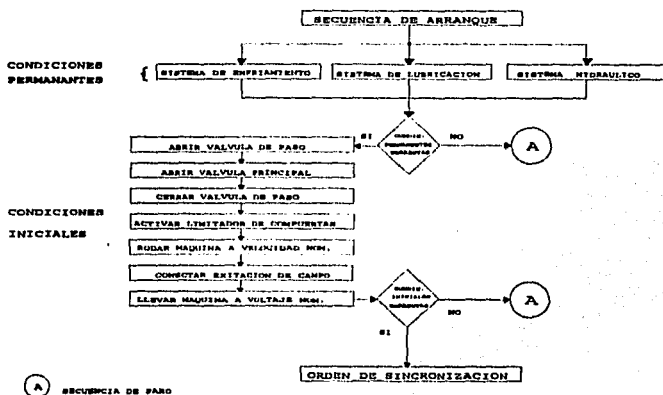 SECUENCIA DE ARRANQUE
CONDICIONES
PERMANANTES
{ SISTEMA DE ENFRIAMIENTO
SISTEMA DE LUBRICACION
SISTEMA HIDRAULICO
SI
NO
A
ABRIR VALVULA DE PASO
ABRIR VALVULA PRINCIPAL
CERRAR VALVULA DE PASO
CONDICIONES
INICIALES
ACTIVAR LIMITADOR DE COMPUERTAS
RODAR MAQUINA A VELOCIDAD NOM.
CONECTAR EXITACION DE CAMPO
LLEVAR MAQUINA A VOLTAJE NOM.
NO
A
SI
ORDEN DE SINCRONIZACION
A SECUENCIA DE PARO